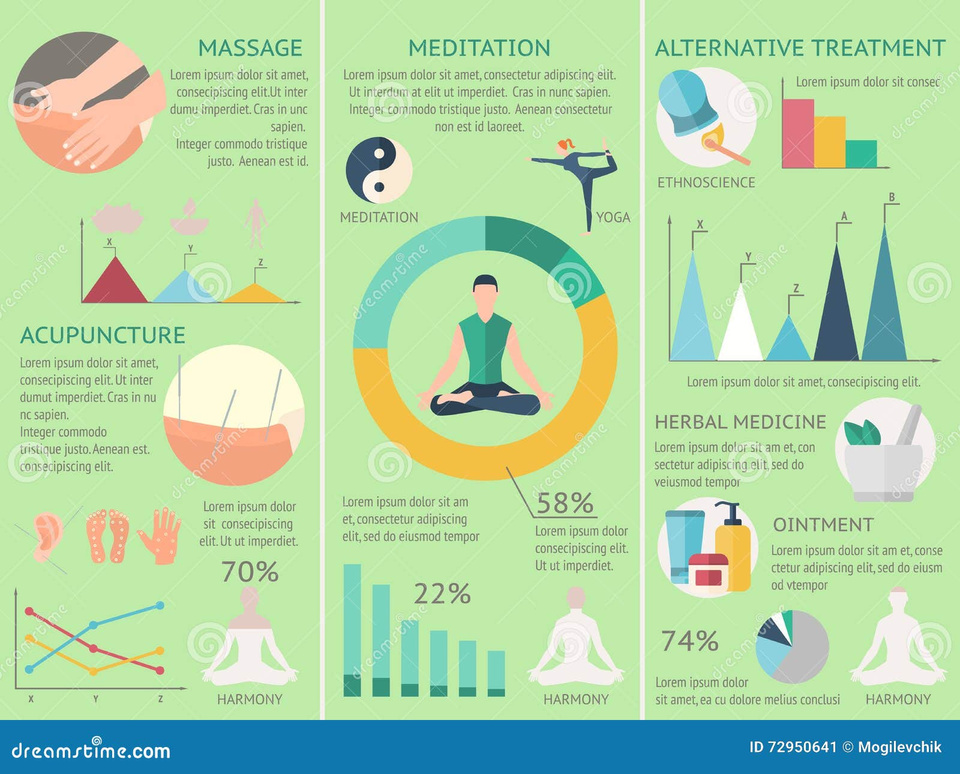 MASSAGE
Lorem ipsum dolor sit amet,
consecipiscing elit.Ut inter
dumu imperdiet. Cras in nunc
sapien.
Integer commodo tristique
justo. Aenean est id.
X
Y
Z
ACUPUNCTURE
Lorem ipsum dolor sit amet,
consecipiscing elit. Ut inter
dumut imperdiet. Cras in nu
nc sapien.
Integer commodo
tristique justo. Aenean est.
consecipiscing elit.
Lorem ipsum dolor
sit consecipiscing
elit. Ut ut imperdiet.
70%
X
Y
Z
HARMONY
MEDITATION
Lorem ipsum dolor sit amet, consectetur adipiscing elit.
Ut interdum at elit ut imperdiet. Cras in nunc sapien.
Integer commodo tristique justo. Aenean consectetur
non est id laoreet.
MEDITATION
YOGA
58%
Lorem ipsum dolor
consecipiscing elit.
Ut ut imperdiet.
Lorem ipsum dolor sit am
et, consectetur adipiscing
elit, sed do eiusmod tempor
22%
HARMONY
ALTERNATIVE TREATMENT
Lorem ipsum dolor sit consec
ETHNOSCIENCE
X
Y
Z
A
B
Lorem ipsum dolor sit amet, consecipiscing elit.
HERBAL MEDICINE
Lorem ipsum dolor sit am et, con
sectetur adipiscing elit, sed do
veiusmod tempor
OINTMENT
Lorem ipsum dolor sit am et, conse
ctetur adipiscing elit, sed do eiusm
od vtempor
74%
Lorem ipsum dolor
sit amet, ea cetero dolore melius conclusi
HARMONY
dreamstime.com
ID 72950641 © Mogilevchik